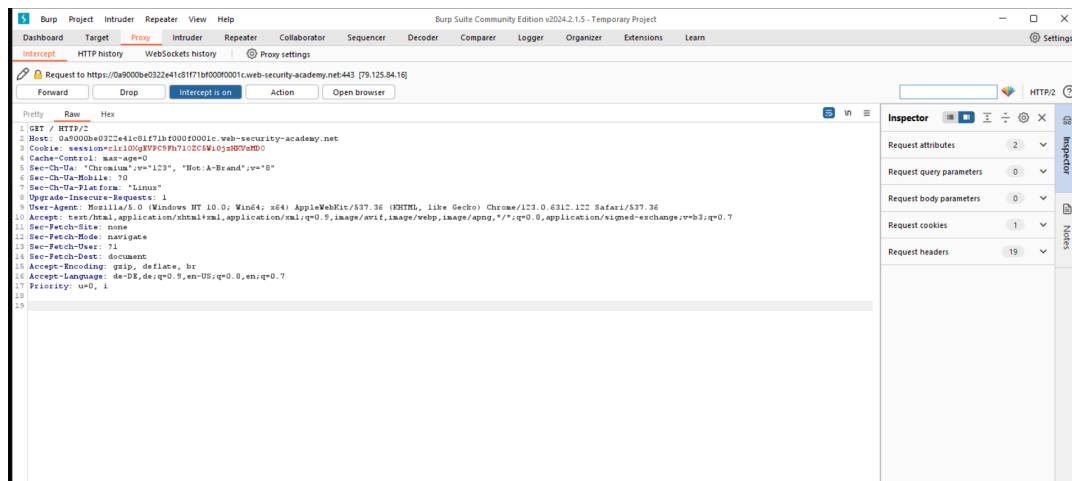 Burp Project Intruder Repeater View Help Burp Suite Community Edition v2024.2.1.5 - Temporary Project
Dashboard Target Proxy Intruder Repeater Collaborator Sequencer Decoder Comparer Logger Organizer Extensions Learn Settings
Intercept HTTP history WebSockets history Proxy settings
Request to https://0a9000be0322e41c81f71bf000f0001c.web-security-academy.net:443 [79.125.84.16]
Forward Drop Intercept is on Action Open browser HTTP/2
Pretty Raw Hex \n Inspector
1 GET / HTTP/2
2 Host: 0a9000be0322e41c81f71bf000f0001c.web-security-academy.net
3 Cookie: session=
4 Cache-Control: max-age=0
5 Sec-Ch-Ua: "Chromium";v="123", "Not:A-Brand";v="8"
6 Sec-Ch-Ua-Mobile: ?0
7 Sec-Ch-Ua-Platform: "Linux"
8 Upgrade-Insecure-Requests: 1
9 User-Agent: Mozilla/5.0 (Windows NT 10.0; Win64; x64) AppleWebKit/537.36 (KHTML, like Gecko) Chrome/123.0.6312.122 Safari/537.36
10 Accept: text/html,application/xhtml+xml,application/xml;q=0.9,image/avif,image/webp,image/apng,*/*;q=0.8,application/signed-exchange;v=b3;q=0.7
11 Sec-Fetch-Site: none
12 Sec-Fetch-Mode: navigate
13 Sec-Fetch-User: ?1
14 Sec-Fetch-Dest: document
15 Accept-Encoding: gzip, deflate, br
16 Accept-Language: de-DE,de;q=0.9,en-US;q=0.8,en;q=0.7
17 Priority: u=0, i
18
19
Request attributes 2
Request query parameters 0
Request body parameters 0
Request cookies 1
Request headers 19
Inspector
Notes